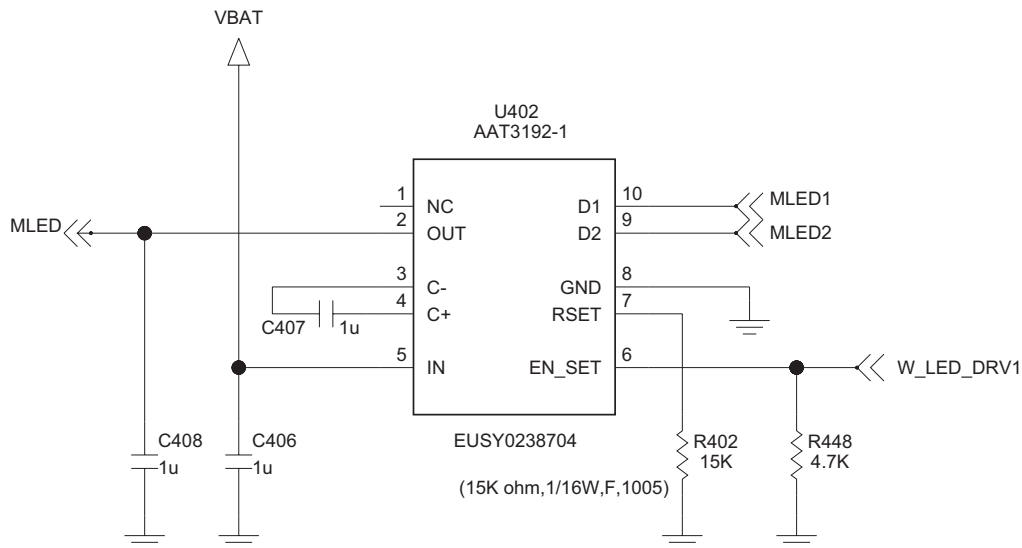 VBAT
U402
AAT3192-1
1
NC
D1
10
MLED1
MLED
2
OUT
D2
9
MLED2
3
C-
GND
8
C407
1u
4
C+
RSET
7
5
IN
EN_SET
6
W_LED_DRV1
C408
1u
C406
1u
EUSY0238704
R402
15K
R448
4.7K
(15K ohm,1/16W,F,1005)